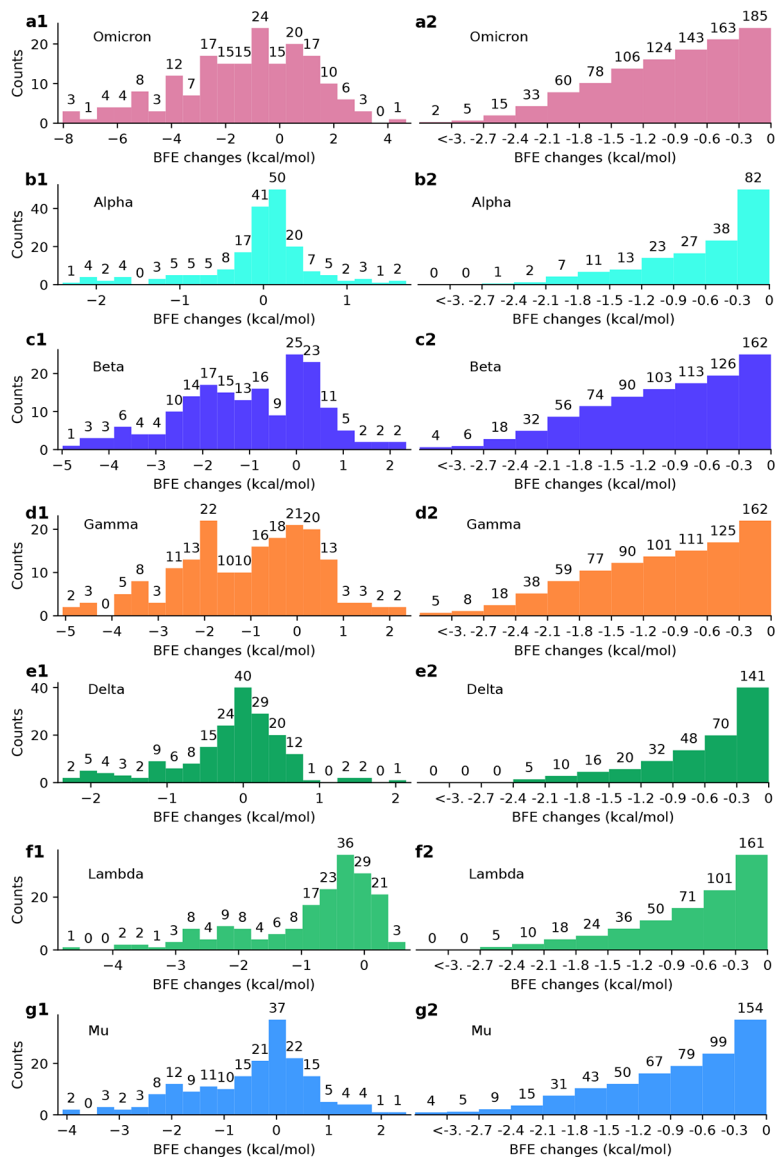 a1
Omicron
Counts
20
0
3 1 4 4 8 3 12 7 17 15 15 24 15 20 17 10 6 3 0 1
−8 −6 −4 −2 0 2 4
BFE changes (kcal/mol)
a2
Omicron
2 5 15 33 60 78 106 124 143 163 185
<-3. -2.7 -2.4 -2.1 -1.8 -1.5 -1.2 -0.9 -0.6 -0.3 0
BFE changes (kcal/mol)
b1
Alpha
Counts
40
20
0
1 4 2 4 0 3 5 5 5 8 17 41 50 20 7 5 2 3 1 2
−2 −1 0 1
BFE changes (kcal/mol)
b2
Alpha
0 0 1 2 7 11 13 23 27 38 82
<-3. -2.7 -2.4 -2.1 -1.8 -1.5 -1.2 -0.9 -0.6 -0.3 0
BFE changes (kcal/mol)
c1
Beta
Counts
20
0
1 3 3 6 4 4 10 14 17 15 13 16 9 25 23 11 5 2 2 2
−5 −4 −3 −2 −1 0 1 2
BFE changes (kcal/mol)
c2
Beta
4 6 18 32 56 74 90 103 113 126 162
<-3. -2.7 -2.4 -2.1 -1.8 -1.5 -1.2 -0.9 -0.6 -0.3 0
BFE changes (kcal/mol)
d1
Gamma
Counts
20
10
0
2 3 0 5 8 3 11 13 22 10 10 16 18 21 20 13 3 3 2 2
−5 −4 −3 −2 −1 0 1 2
BFE changes (kcal/mol)
d2
Gamma
5 8 18 38 59 77 90 101 111 125 162
<-3. -2.7 -2.4 -2.1 -1.8 -1.5 -1.2 -0.9 -0.6 -0.3 0
BFE changes (kcal/mol)
e1
Delta
Counts
40
20
0
2 5 4 3 2 9 6 8 15 24 40 29 20 12 1 0 2 2 0 1
−2 −1 0 1 2
BFE changes (kcal/mol)
e2
Delta
0 0 0 5 10 16 20 32 48 70 141
<-3. -2.7 -2.4 -2.1 -1.8 -1.5 -1.2 -0.9 -0.6 -0.3 0
BFE changes (kcal/mol)
f1
Lambda
Counts
20
0
1 0 0 2 2 1 3 8 4 9 8 4 6 8 17 23 36 29 21 3
−4 −3 −2 −1 0
BFE changes (kcal/mol)
f2
Lambda
0 0 5 10 18 24 36 50 71 101 161
<-3. -2.7 -2.4 -2.1 -1.8 -1.5 -1.2 -0.9 -0.6 -0.3 0
BFE changes (kcal/mol)
g1
Mu
Counts
20
0
2 0 3 2 3 8 12 9 11 10 15 21 37 22 15 5 4 4 1 1
−4 −3 −2 −1 0 1 2
BFE changes (kcal/mol)
g2
Mu
4 5 9 15 31 43 50 67 79 99 154
<-3. -2.7 -2.4 -2.1 -1.8 -1.5 -1.2 -0.9 -0.6 -0.3 0
BFE changes (kcal/mol)